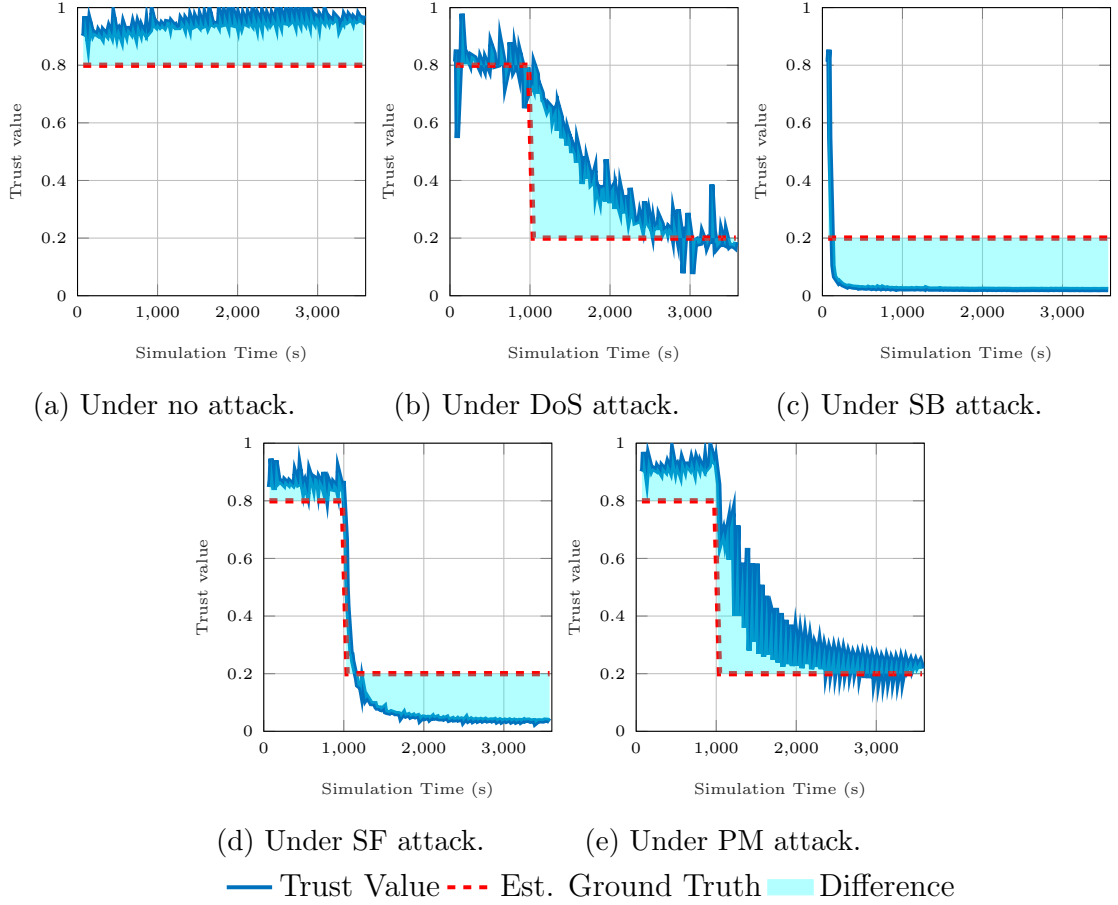 1
0.8
0.6
0.4
0.2
0
Trust value
0 1,000 2,000 3,000
Simulation Time (s)
(a) Under no attack.
1
0.8
0.6
0.4
0.2
0
Trust value
0 1,000 2,000 3,000
Simulation Time (s)
(b) Under DoS attack.
1
0.8
0.6
0.4
0.2
0
Trust value
0 1,000 2,000 3,000
Simulation Time (s)
(c) Under SB attack.
1
0.8
0.6
0.4
0.2
0
Trust value
0 1,000 2,000 3,000
Simulation Time (s)
(d) Under SF attack.
1
0.8
0.6
0.4
0.2
0
Trust value
0 1,000 2,000 3,000
Simulation Time (s)
(e) Under PM attack.
Trust Value Est. Ground Truth Difference